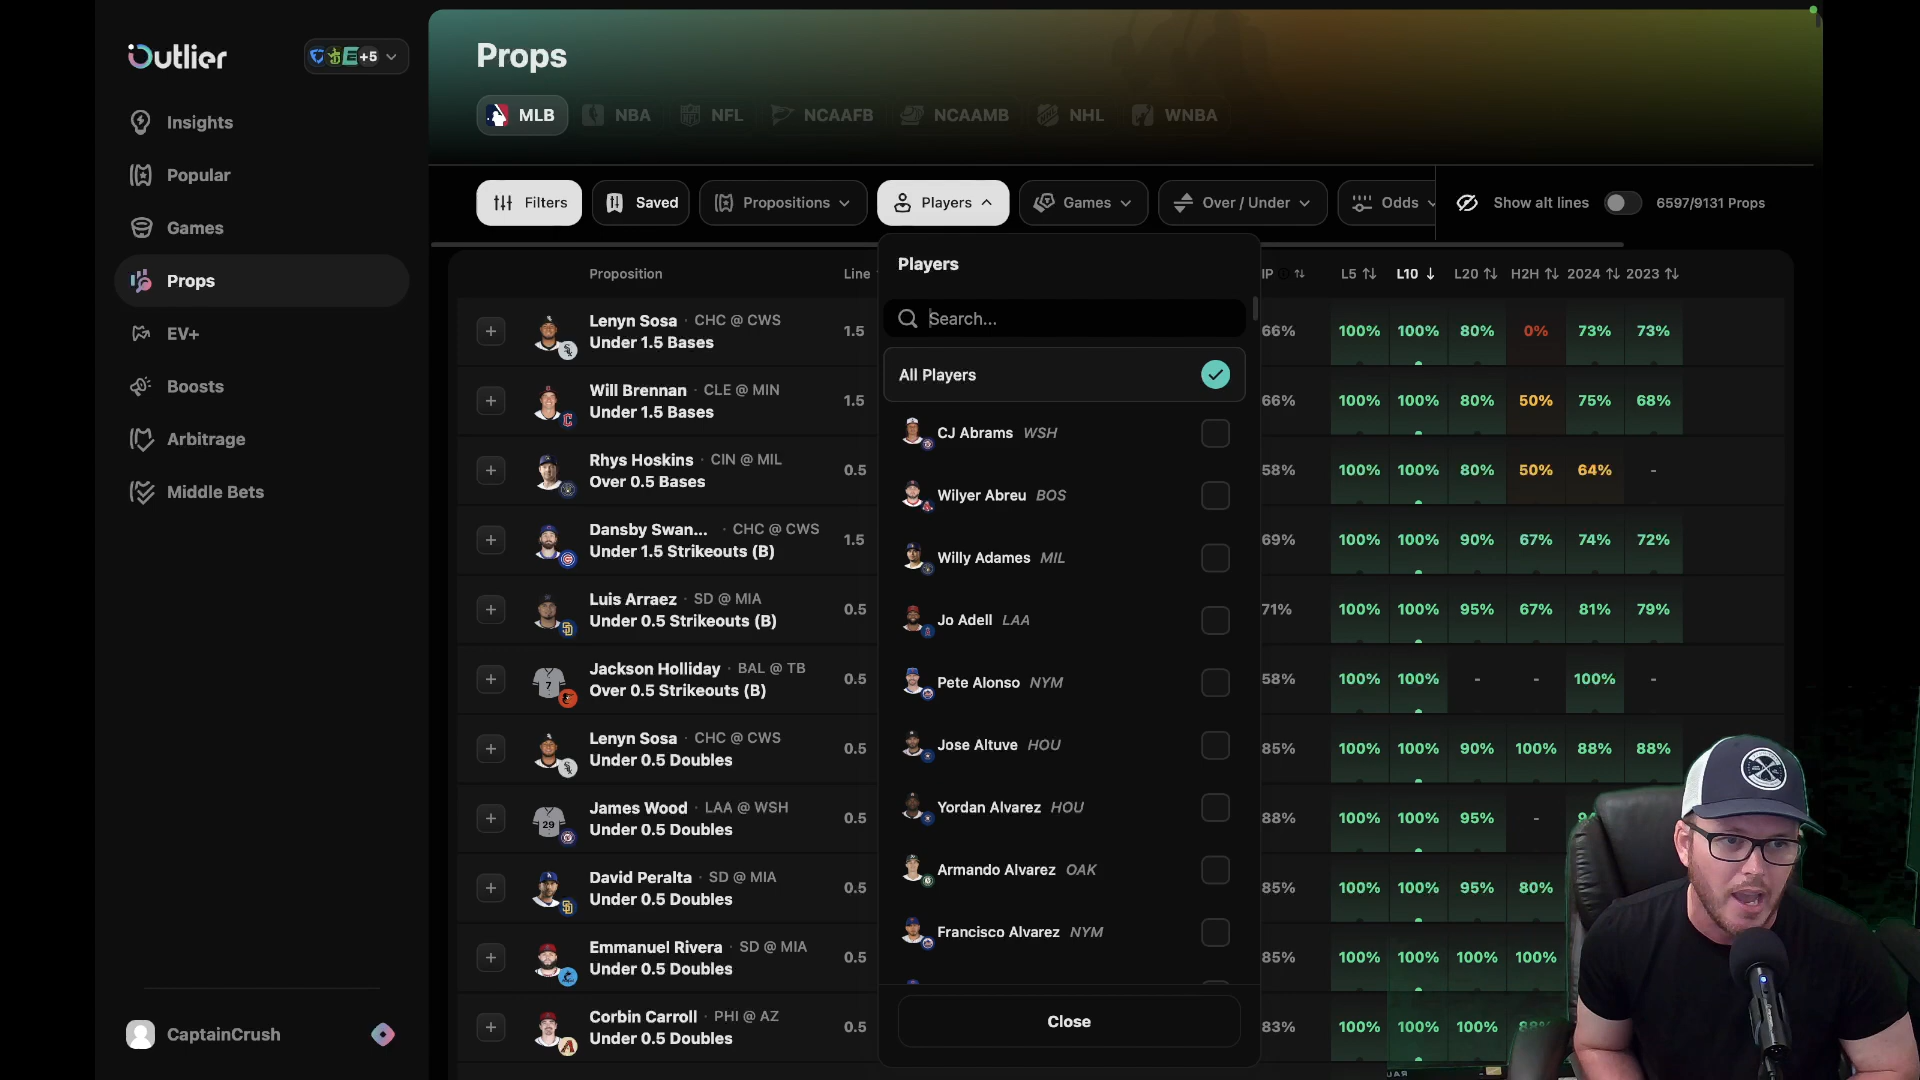 Outlier
+5
Insights
Popular
Games
Props
EV+
Boosts
Arbitrage
Middle Bets
CaptainCrush
Props
MLB NBA NFL NCAAFB NCAAMB NHL WNBA
Filters Saved Propositions Players Games Over / Under Odds Show alt lines 6597/9131 Props
Proposition Line IP L5 L10 L20 H2H 2024 2023
Lenyn Sosa · CHC @ CWS
Under 1.5 Bases 1.5 66% 100% 100% 80% 0% 73% 73%
Will Brennan · CLE @ MIN
Under 1.5 Bases 1.5 66% 100% 100% 80% 50% 75% 68%
Rhys Hoskins · CIN @ MIL
Over 0.5 Bases 0.5 58% 100% 100% 80% 50% 64% -
Dansby Swan... · CHC @ CWS
Under 1.5 Strikeouts (B) 1.5 69% 100% 100% 90% 67% 74% 72%
Luis Arraez · SD @ MIA
Under 0.5 Strikeouts (B) 0.5 71% 100% 100% 95% 67% 81% 79%
Jackson Holliday · BAL @ TB
Over 0.5 Strikeouts (B) 0.5 58% 100% 100% - - 100% -
Lenyn Sosa · CHC @ CWS
Under 0.5 Doubles 0.5 85% 100% 100% 90% 100% 88% 88%
James Wood · LAA @ WSH
Under 0.5 Doubles 0.5 88% 100% 100% 95% -
David Peralta · SD @ MIA
Under 0.5 Doubles 0.5 85% 100% 100% 95% 80%
Emmanuel Rivera · SD @ MIA
Under 0.5 Doubles 0.5 85% 100% 100% 100% 100%
Corbin Carroll · PHI @ AZ
Under 0.5 Doubles 0.5 83% 100% 100% 100% 88%
Players
Search...
All Players
CJ Abrams WSH
Wilyer Abreu BOS
Willy Adames MIL
Jo Adell LAA
Pete Alonso NYM
Jose Altuve HOU
Yordan Alvarez HOU
Armando Alvarez OAK
Francisco Alvarez NYM
Close